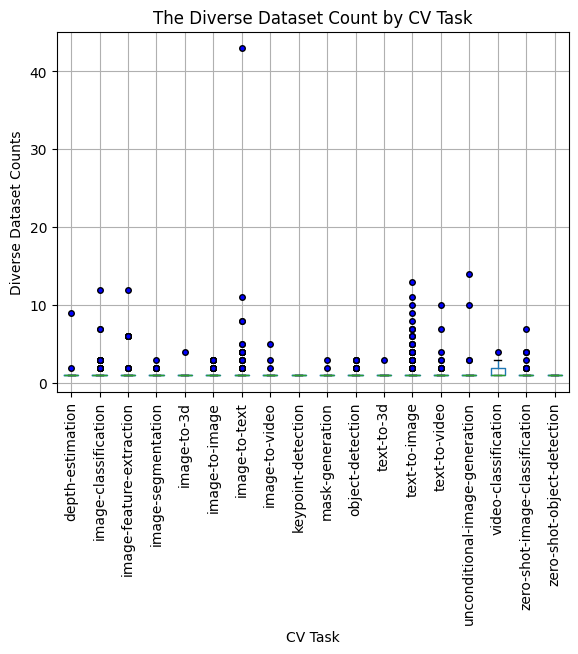 The Diverse Dataset Count by CV Task
Diverse Dataset Counts
40
30
20
10
0
depth-estimation
image-classification
image-feature-extraction
image-segmentation
image-to-3d
image-to-image
image-to-text
image-to-video
keypoint-detection
mask-generation
object-detection
text-to-3d
text-to-image
text-to-video
unconditional-image-generation
video-classification
zero-shot-image-classification
zero-shot-object-detection
CV Task